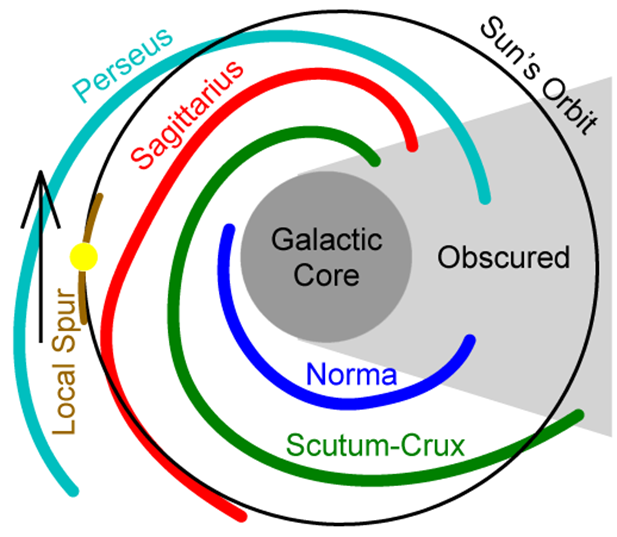 Perseus
Sagittarius
Sun's Orbit
Galactic
Core
Obscured
Local Spur
Norma
Scutum-Crux